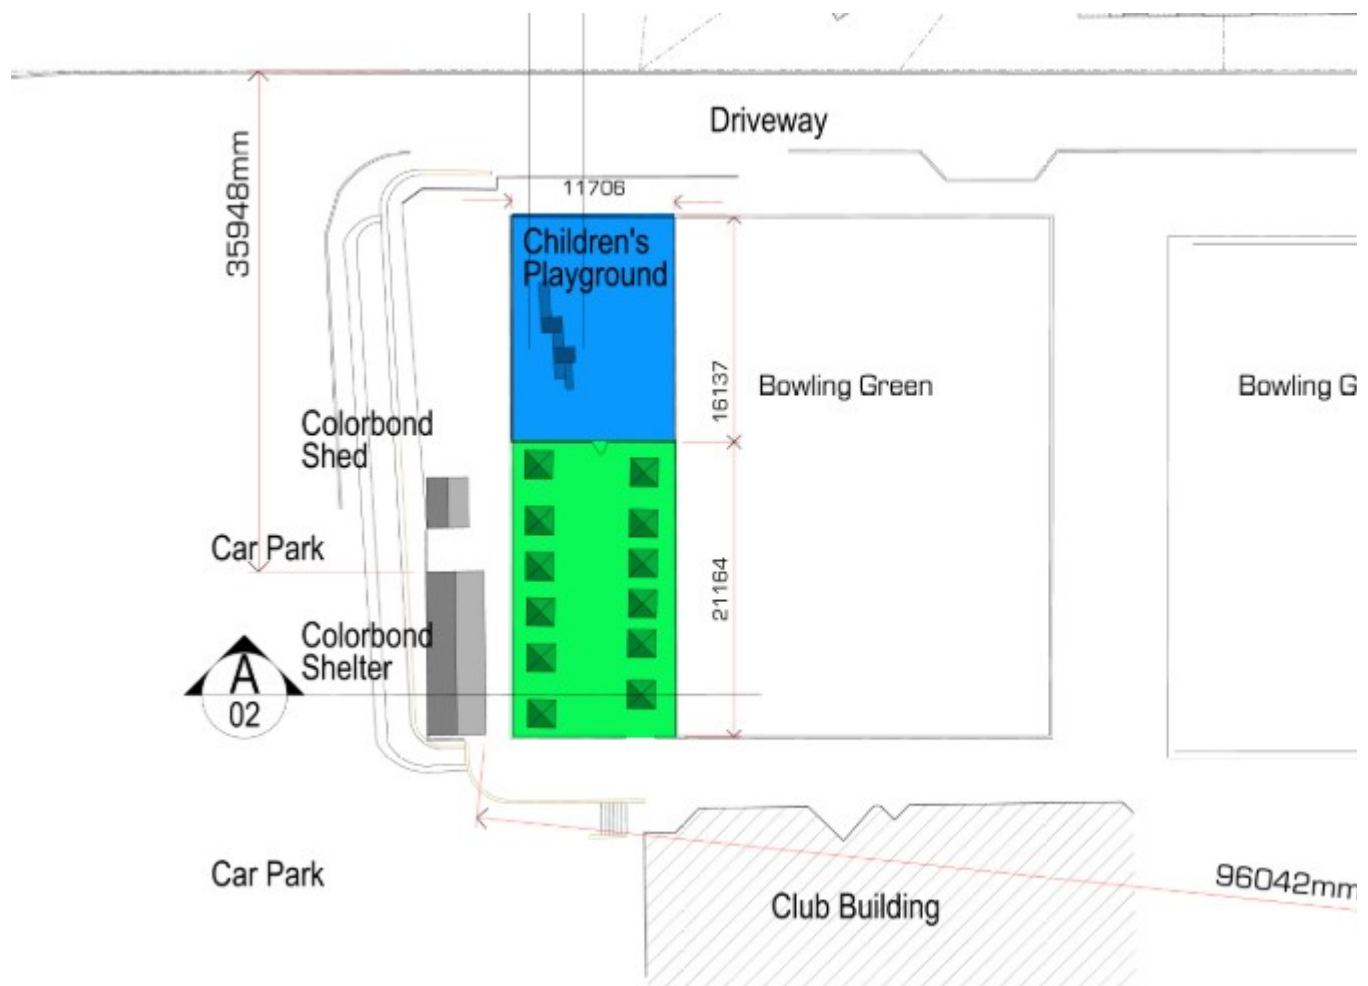 Driveway
11706
35948mm
Children's
Playground
16137
Bowling Green
Bowling G
Colorbond
Shed
Car Park
21164
Colorbond
Shelter
A
02
Car Park
96042mm
Club Building